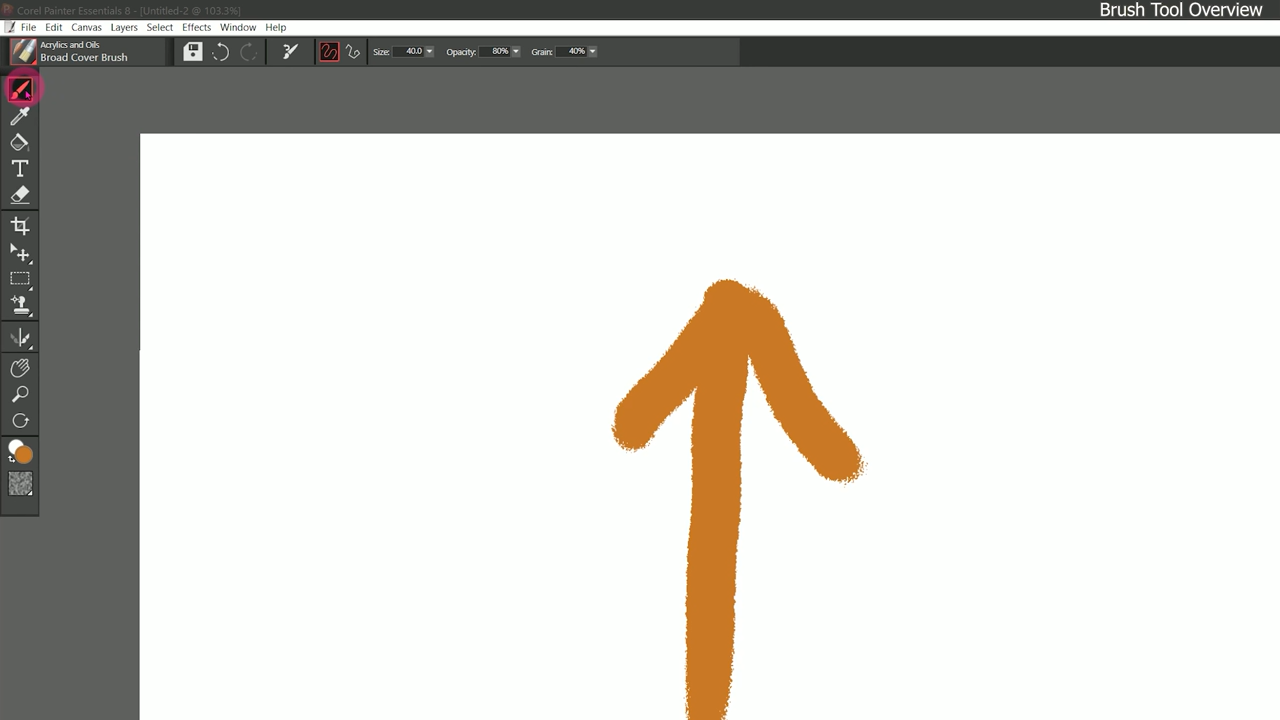 Corel Painter Essentials 8 - [Untitled-2 @ 103.3%]
Brush Tool Overview
File Edit Canvas Layers Select Effects Window Help
Acrylics and Oils
Broad Cover Brush
Size: 40.0 Opacity: 80% Grain: 40%
T